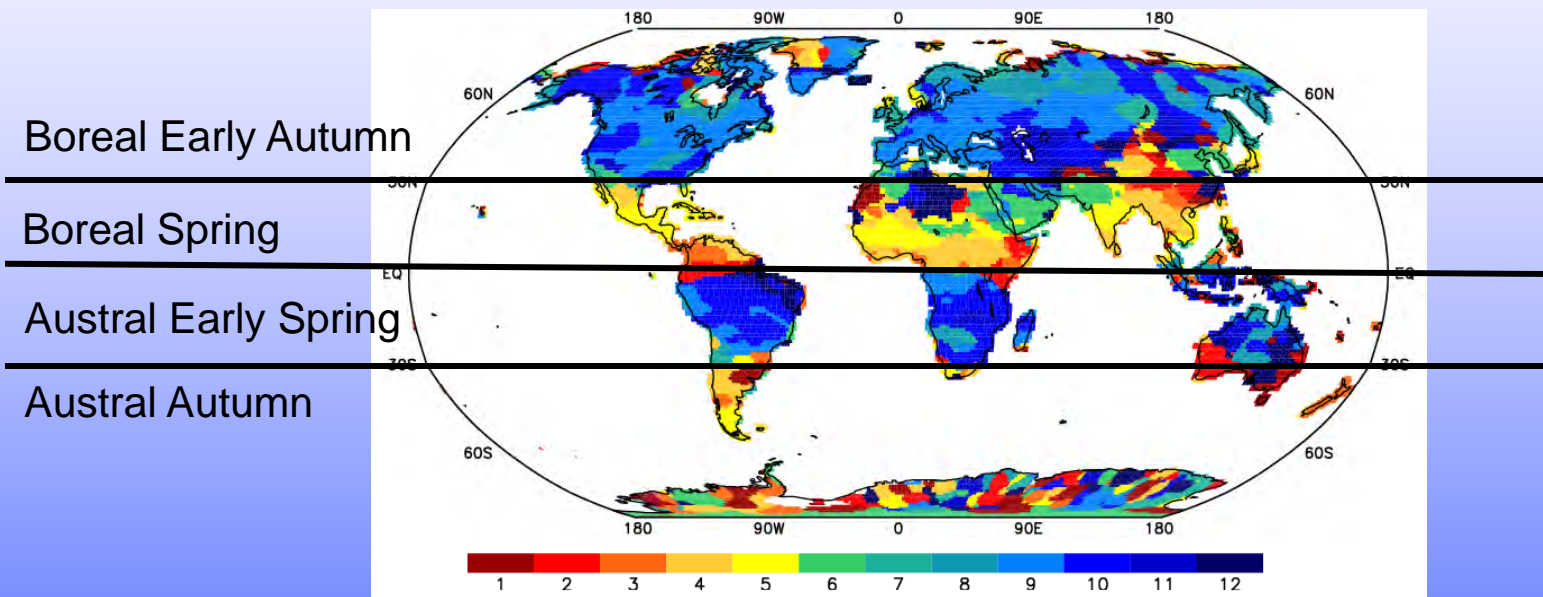 180 90W 0 90E 180
60N 60N
Boreal Early Autumn
30N 30N
Boreal Spring
EQ EQ
Austral Early Spring
30S 30S
Austral Autumn
60S 60S
180 90W 0 90E 180
1 2 3 4 5 6 7 8 9 10 11 12